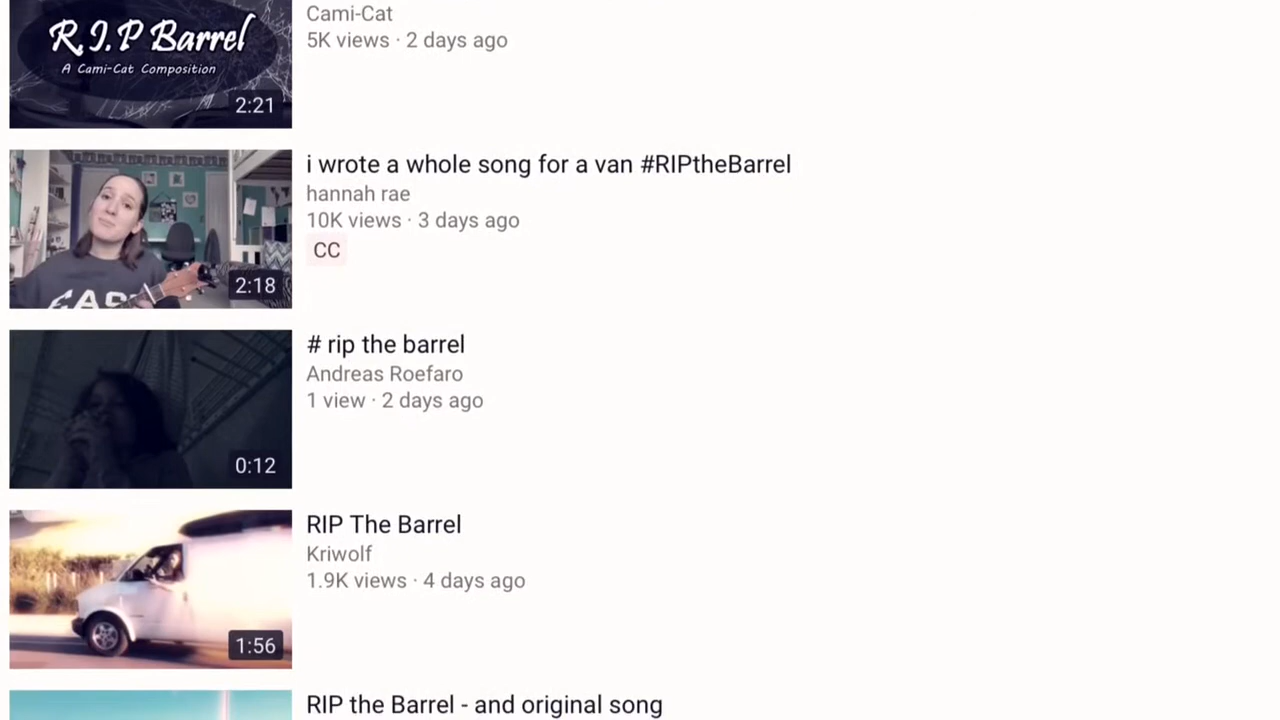 R.I.P Barrel
A Cami-Cat Composition
2:21
Cami-Cat
5K views · 2 days ago
i wrote a whole song for a van #RIPtheBarrel
hannah rae
10K views · 3 days ago
CC
EAS
2:18
# rip the barrel
Andreas Roefaro
1 view · 2 days ago
0:12
RIP The Barrel
Kriwolf
1.9K views · 4 days ago
1:56
RIP the Barrel - and original song